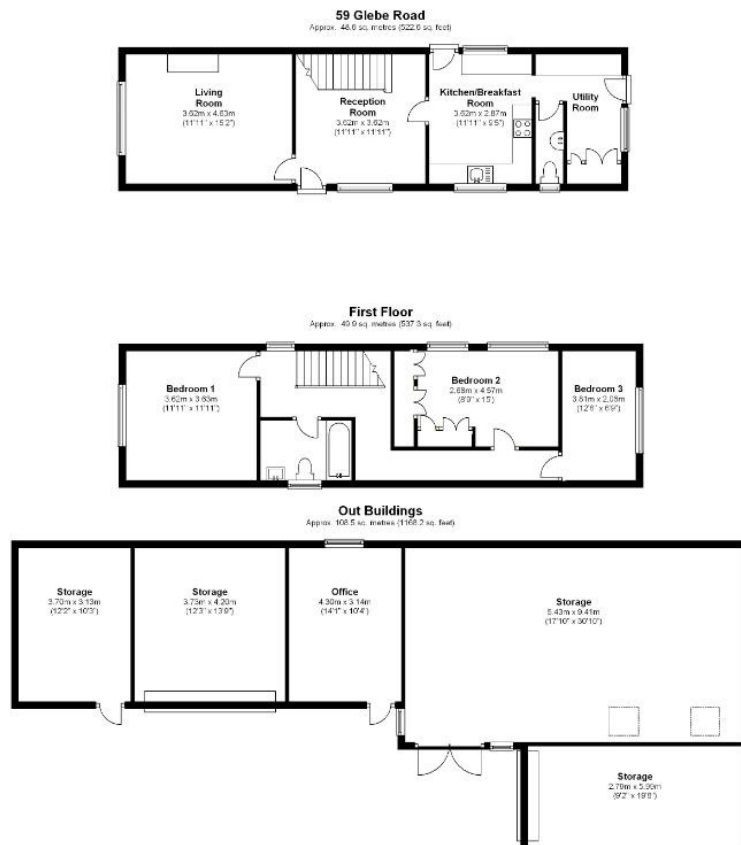 59 Glebe Road
Approx. 48.6 sq. metres (522.6 sq. feet)
Living
Room
3.62m x 4.63m
(11'11" x 15'2")
Reception
Room
3.62m x 3.62m
(11'11" x 11'11")
Kitchen/Breakfast
Room
3.62m x 2.87m
(11'11" x 9'5")
Utility
Room
First Floor
Approx. 49.9 sq. metres (537.3 sq. feet)
Bedroom 1
3.62m x 3.63m
(11'11" x 11'11")
Bedroom 2
2.68m x 4.57m
(8'9" x 15')
Bedroom 3
3.81m x 2.06m
(12'6" x 6'9")
Out Buildings
Approx. 108.5 sq. metres (1168.2 sq. feet)
Storage
3.70m x 3.13m
(12'2" x 10'3")
Storage
3.73m x 4.20m
(12'3" x 13'9")
Office
4.30m x 3.14m
(14'1" x 10'4")
Storage
5.43m x 9.41m
(17'10" x 30'10")
Storage
2.79m x 5.99m
(9'2" x 19'8")